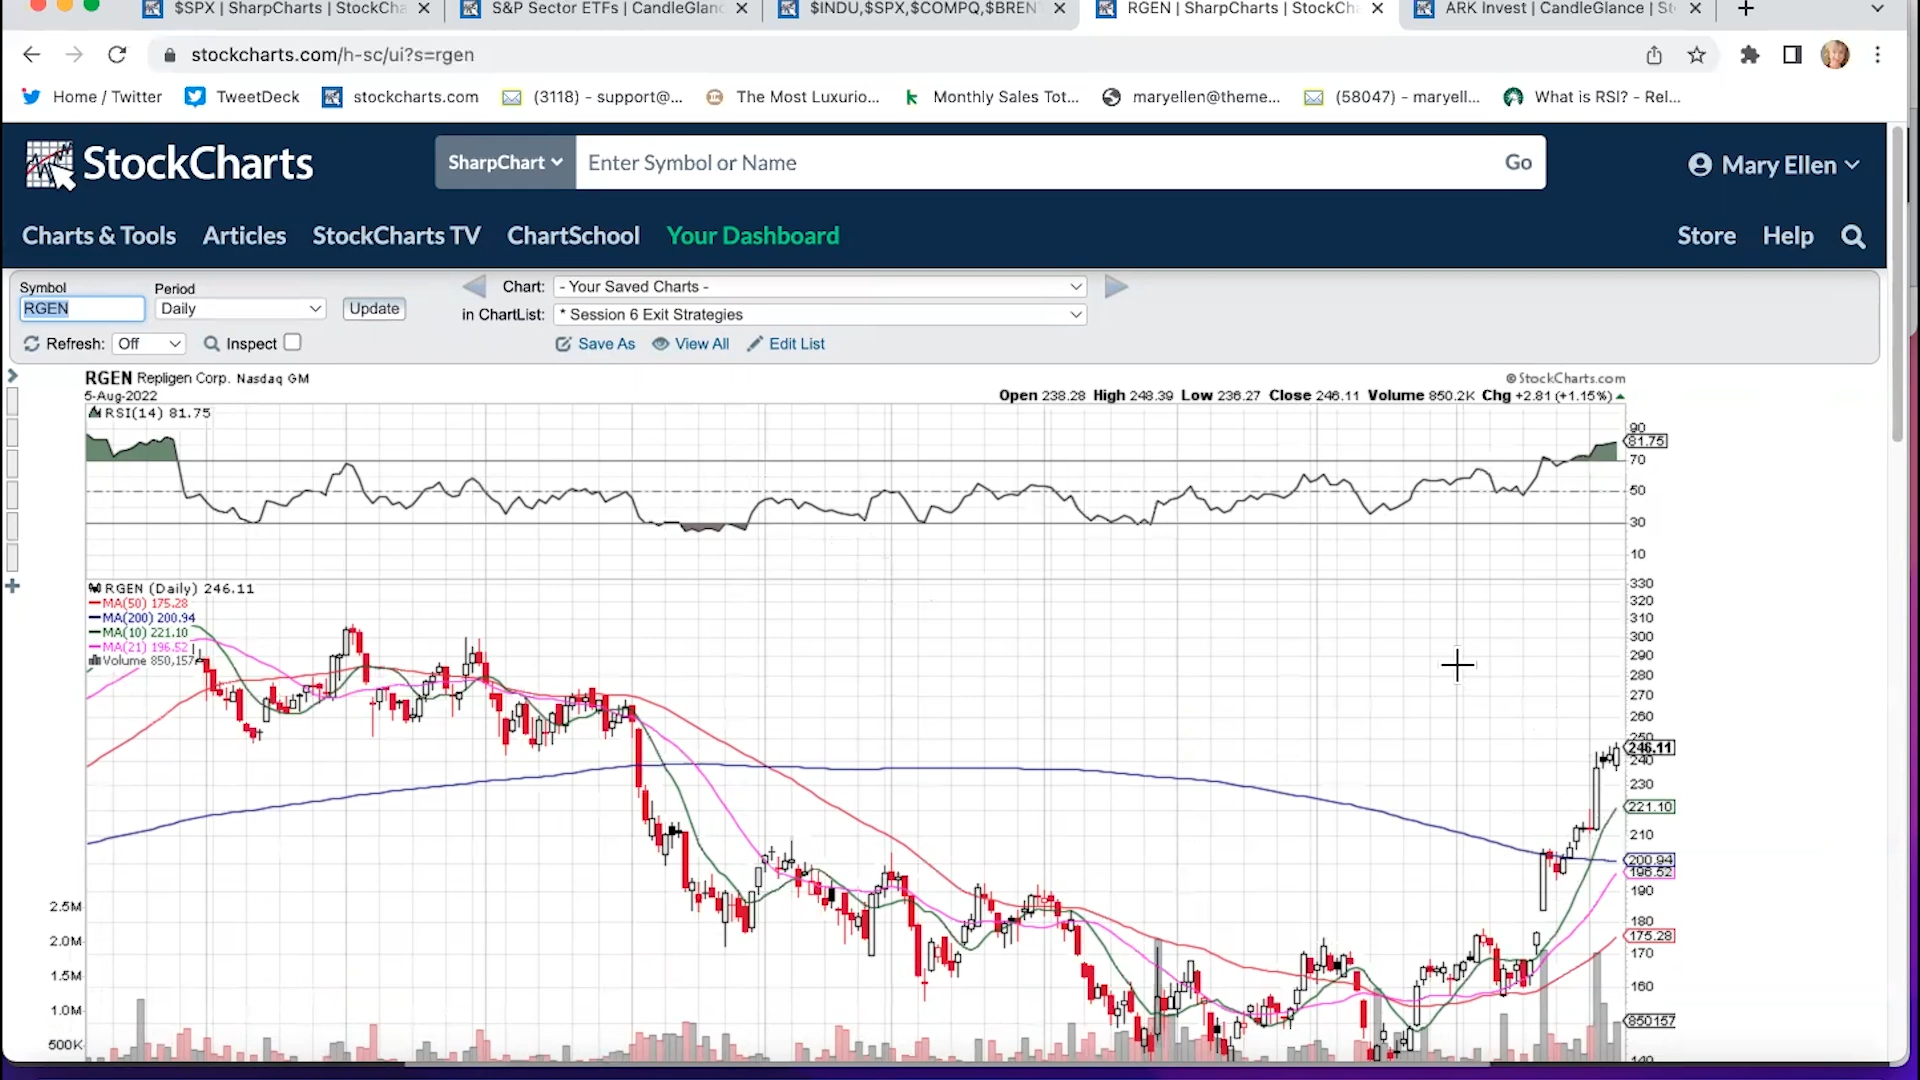 $SPX | SharpCharts | StockCha
S&P Sector ETFs | CandleGlanc
$INDU,$SPX,$COMPQ,$BREN
RGEN | SharpCharts | StockCha
ARK Invest | CandleGlance | St
stockcharts.com/h-sc/ui?s=rgen
Home / Twitter
TweetDeck
stockcharts.com
(3118) - support@...
The Most Luxurio...
Monthly Sales Tot...
maryellen@theme...
(58047) - maryell...
What is RSI? - Rel...
StockCharts
SharpChart
Enter Symbol or Name
Go
Mary Ellen
Charts & Tools
Articles
StockCharts TV
ChartSchool
Your Dashboard
Store
Help
Symbol
Period
RGEN
Daily
Update
Chart:
- Your Saved Charts -
in ChartList:
* Session 6 Exit Strategies
Refresh:
Off
Inspect
Save As
View All
Edit List
RGEN Repligen Corp. Nasdaq GM
© StockCharts.com
5-Aug-2022
Open 238.28 High 248.39 Low 236.27 Close 246.11 Volume 850.2K Chg +2.81 (+1.15%)
RSI(14) 81.75
90
81.75
70
50
30
10
RGEN (Daily) 246.11
MA(50) 175.28
MA(200) 200.94
MA(10) 221.10
MA(21) 196.52
Volume 850,157
330
320
310
300
290
280
270
260
250
246.11
240
230
221.10
210
200.94
196.52
190
180
175.28
170
160
850157
140
2.5M
2.0M
1.5M
1.0M
500K